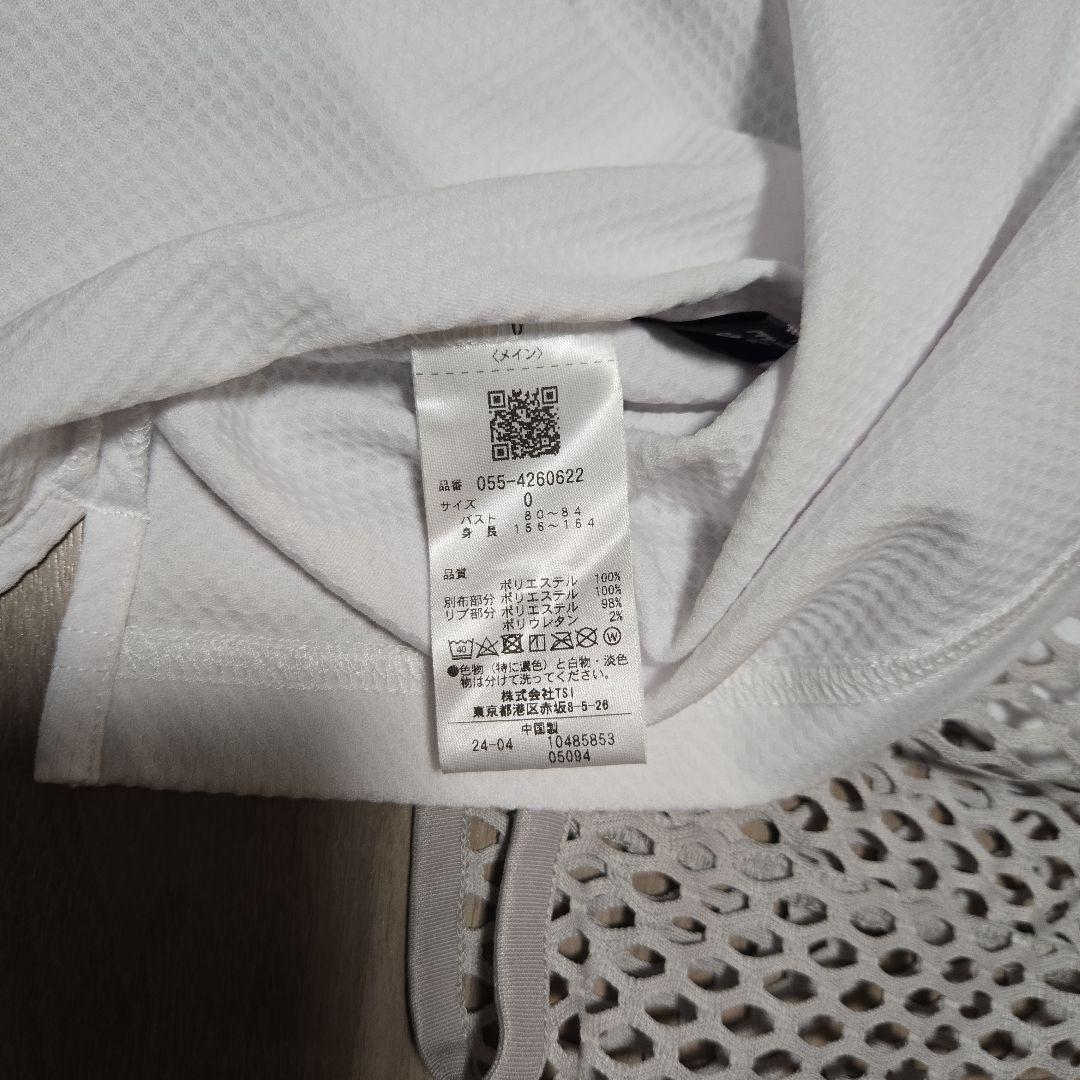 0
〈メイン〉
品番 055-4260622
サイズ 0
バスト 80～84
身長 156～164
品質
ポリエステル 100%
別布部分 ポリエステル 100%
リブ部分 ポリエステル 98%
ポリウレタン 2%
40 W
●色物（特に濃色）と白物・淡色
物は分けて洗ってください。
株式会社TSI
東京都港区赤坂8-5-26
中国製
24-04 10485853
05094